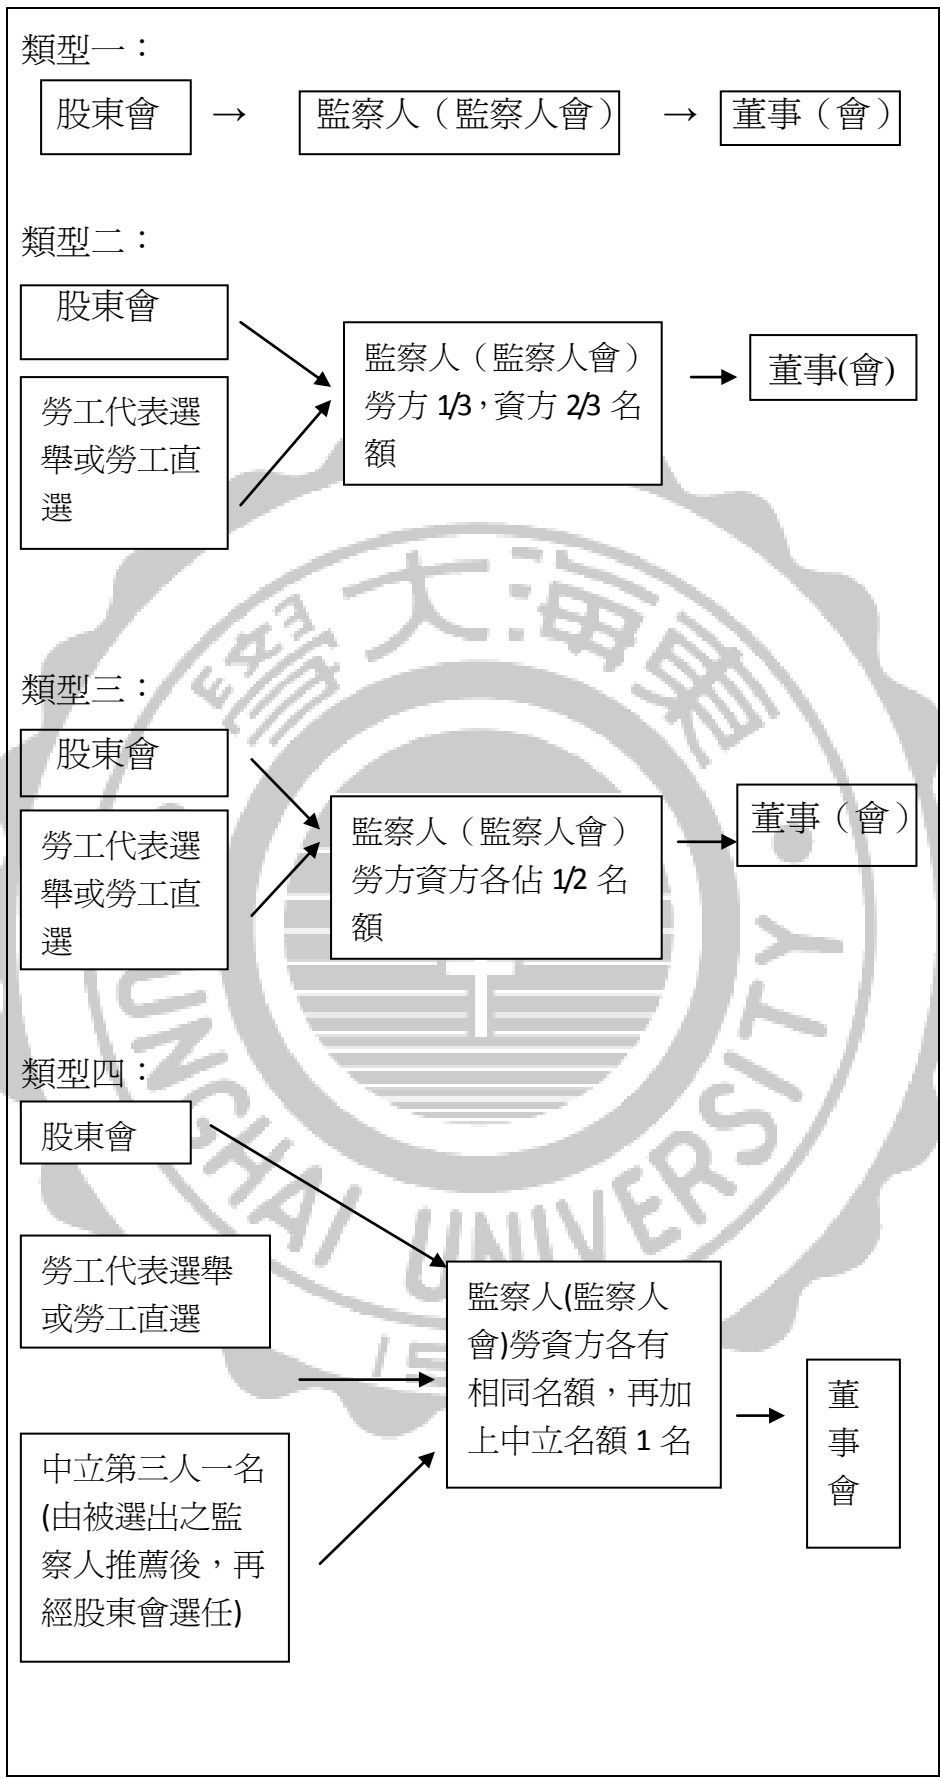 類型一：
股東會 → 監察人（監察人會） → 董事（會）
類型二：
股東會
勞工代表選
舉或勞工直
選
監察人（監察人會）
勞方 1/3，資方 2/3 名
額
董事(會)
類型三：
股東會
勞工代表選
舉或勞工直
選
監察人（監察人會）
勞方資方各佔 1/2 名
額
董事（會）
類型四：
股東會
勞工代表選舉
或勞工直選
中立第三人一名
(由被選出之監
察人推薦後，再
經股東會選任)
監察人(監察人
會)勞資方各有
相同名額，再加
上中立名額 1 名
董
事
會
學大海東
UNGHAI UNIVERSITY